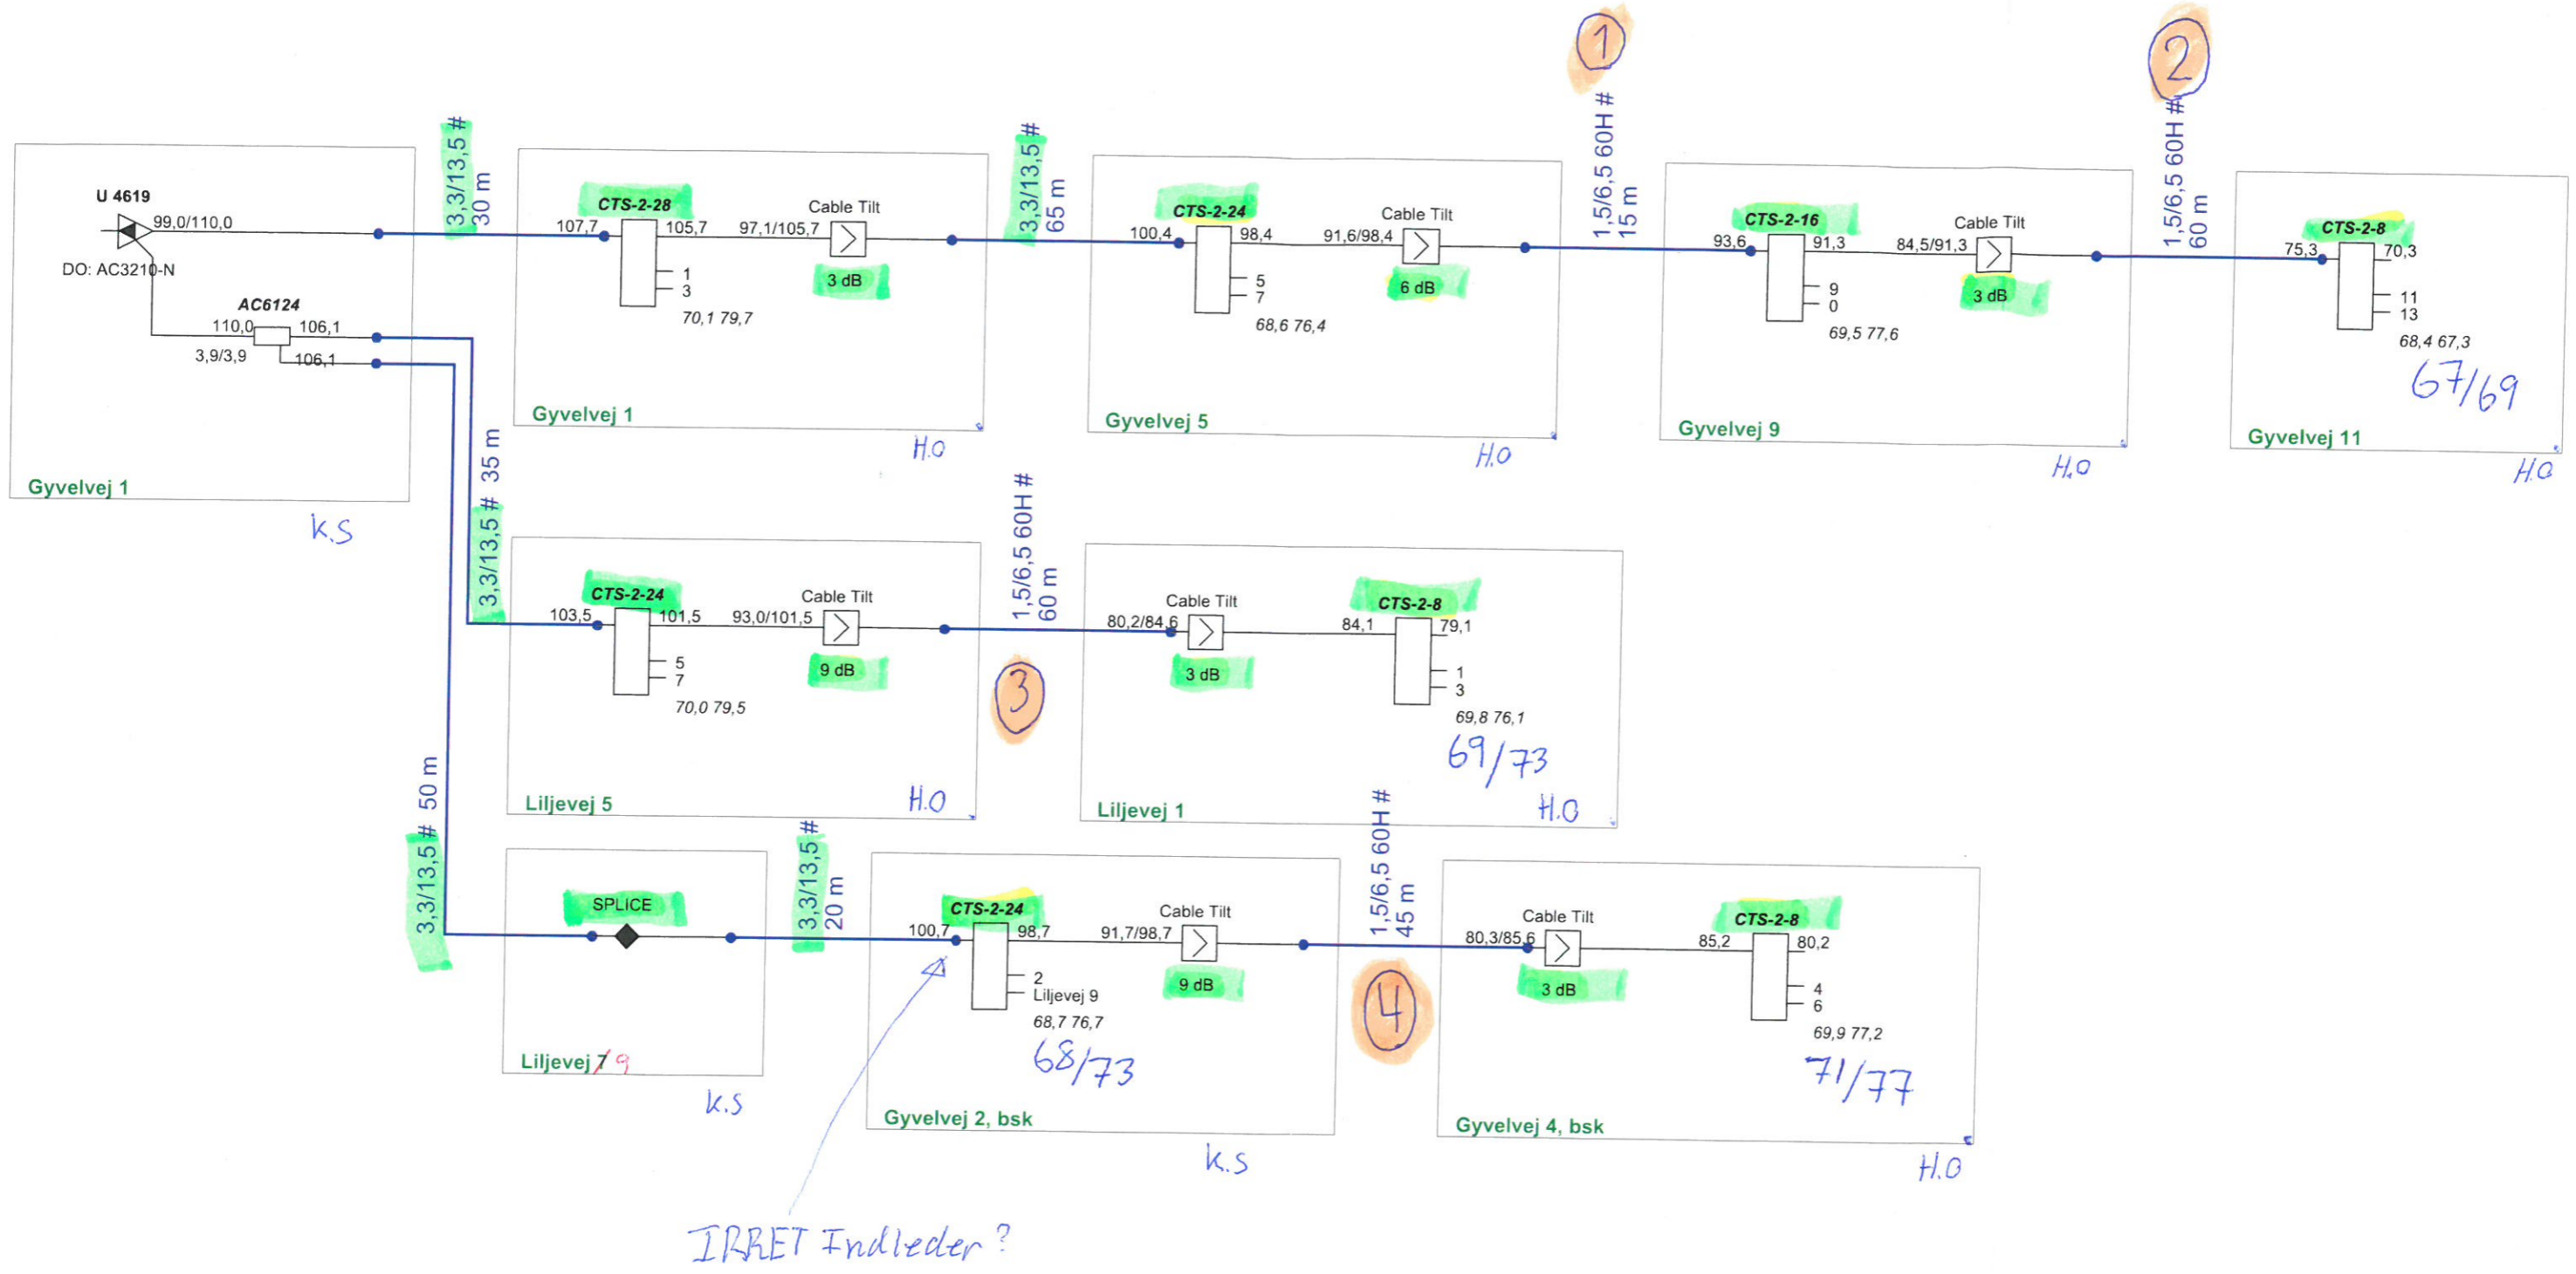 1
2
3,3/13,5 #
30 m
3,3/13,5 #
65 m
1,5/6,5 60H #
15 m
1,5/6,5 60H #
60 m
U 4619
99,0/110,0
DO: AC3210-N
AC6124
110,0
106,1
3,9/3,9
106,1
Gyvelvej 1
K.S
CTS-2-28
107,7
105,7
1
3
70,1 79,7
Cable Tilt
97,1/105,7
3 dB
Gyvelvej 1
H.O
CTS-2-24
100,4
98,4
5
7
68,6 76,4
Cable Tilt
91,6/98,4
6 dB
Gyvelvej 5
H.O
CTS-2-16
93,6
91,3
9
0
69,5 77,6
Cable Tilt
84,5/91,3
3 dB
Gyvelvej 9
H.O
CTS-2-8
75,3
70,3
11
13
68,4 67,3
67/69
Gyvelvej 11
H.O
3,3/13,5 # 35 m
CTS-2-24
103,5
101,5
5
7
70,0 79,5
Cable Tilt
93,0/101,5
9 dB
Liljevej 5
H.O
1,5/6,5 60H #
60 m
3
Cable Tilt
80,2/84,6
3 dB
CTS-2-8
84,1
79,1
1
3
69,8 76,1
69/73
Liljevej 1
H.O
3,3/13,5 # 50 m
SPLICE
Liljevej 7/9
K.S
3,3/13,5 #
20 m
CTS-2-24
100,7
98,7
2
Liljevej 9
68,7 76,7
68/73
Cable Tilt
91,7/98,7
9 dB
Gyvelvej 2, bsk
K.S
1,5/6,5 60H #
45 m
4
Cable Tilt
80,3/85,6
3 dB
CTS-2-8
85,2
80,2
4
6
69,9 77,2
71/77
Gyvelvej 4, bsk
H.O
IRRET Indleder?